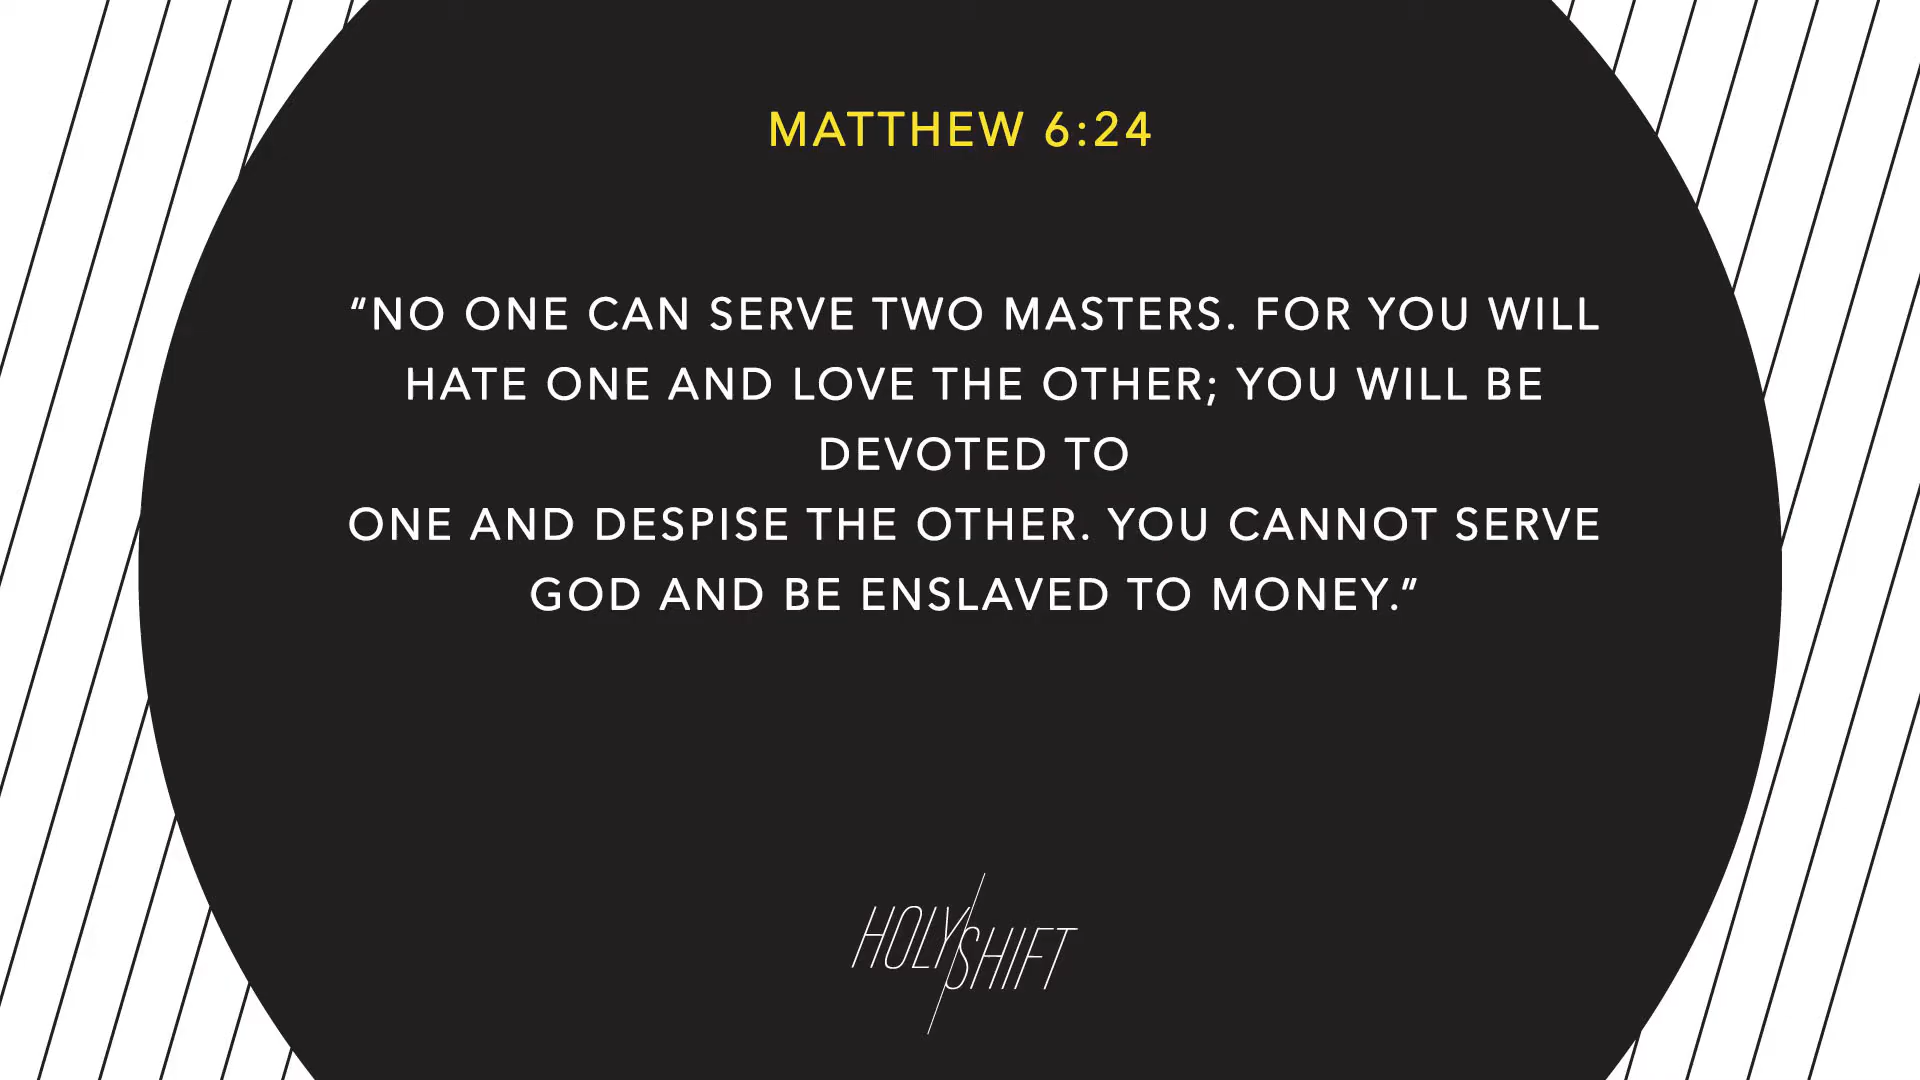 MATTHEW 6:24
“NO ONE CAN SERVE TWO MASTERS. FOR YOU WILL
HATE ONE AND LOVE THE OTHER; YOU WILL BE
DEVOTED TO
ONE AND DESPISE THE OTHER. YOU CANNOT SERVE
GOD AND BE ENSLAVED TO MONEY.”
HOLY/SHIFT